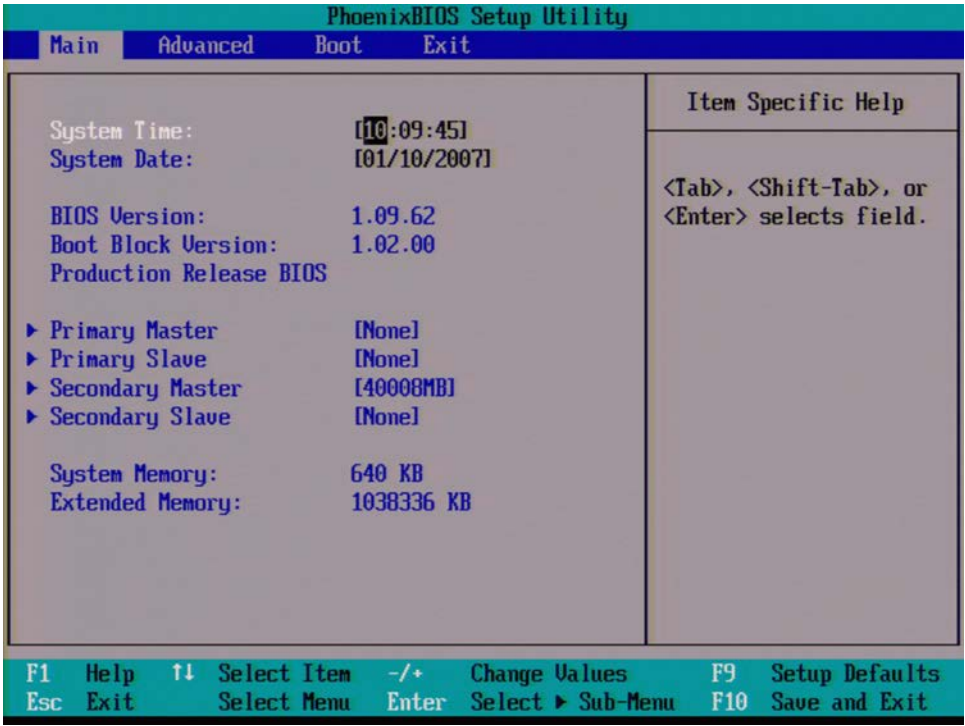 PhoenixBIOS Setup Utility
Main Advanced Boot Exit
Item Specific Help
System Time: [10:09:45]
System Date: [01/10/2007]
<Tab>, <Shift-Tab>, or
<Enter> selects field.
BIOS Version: 1.09.62
Boot Block Version: 1.02.00
Production Release BIOS
▶ Primary Master [None]
▶ Primary Slave [None]
▶ Secondary Master [40008MB]
▶ Secondary Slave [None]
System Memory: 640 KB
Extended Memory: 1038336 KB
F1 Help ↑↓ Select Item -/+ Change Values F9 Setup Defaults
Esc Exit Select Menu Enter Select ▶ Sub-Menu F10 Save and Exit